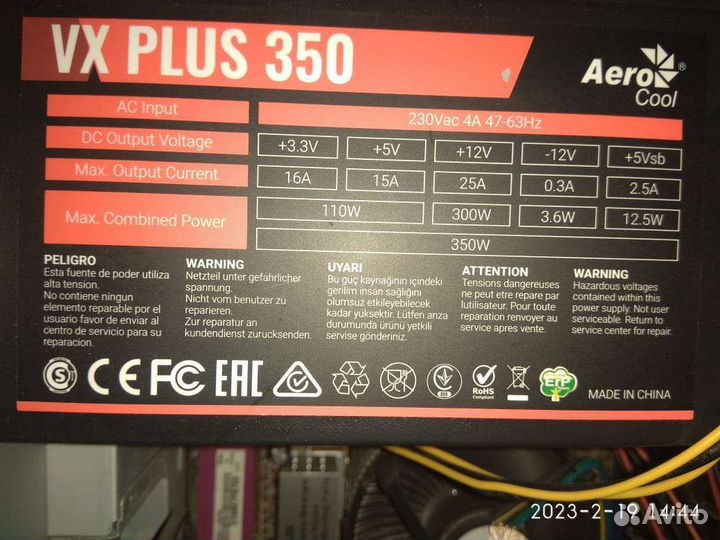 VX PLUS 350
Aero
Cool
®
AC Input 230Vac 4A 47-63Hz
DC Output Voltage +3.3V +5V +12V -12V +5Vsb
Max. Output Current 16A 15A 25A 0.3A 2.5A
Max. Combined Power 110W 300W 3.6W 12.5W
350W
PELIGRO
Esta fuente de poder utiliza
alta tension.
No contiene ningun
elemento reparable por el
usuario favor de enviar al
centro de servicio para su
reparacion.
WARNING
Netzteil unter gefahrlicher
spannung.
Nicht vom benutzer zu
reparieren.
Zur reparatur an
kundendienst zurucksenden.
UYARI
Bu güç kaynağının içindeki
gerilim insan sağlığını
olumsuz etkileyebilecek
kadar yüksektir. Lütfen arıza
durumunda ürünü yetkili
servise gönderiniz.
ATTENTION
Tensions dangereuses
ne peut etre repare par
l'utilisateur. Pour toute
reparation renvoyer au
service apres vente.
WARNING
Hazardous voltages
contained within this
power supply. Not user
serviceable. Return to
service center for repair.
S CE FC EAC
RoHS
Compliant
ErP
MADE IN CHINA
2023-2-19 14:44
Avito